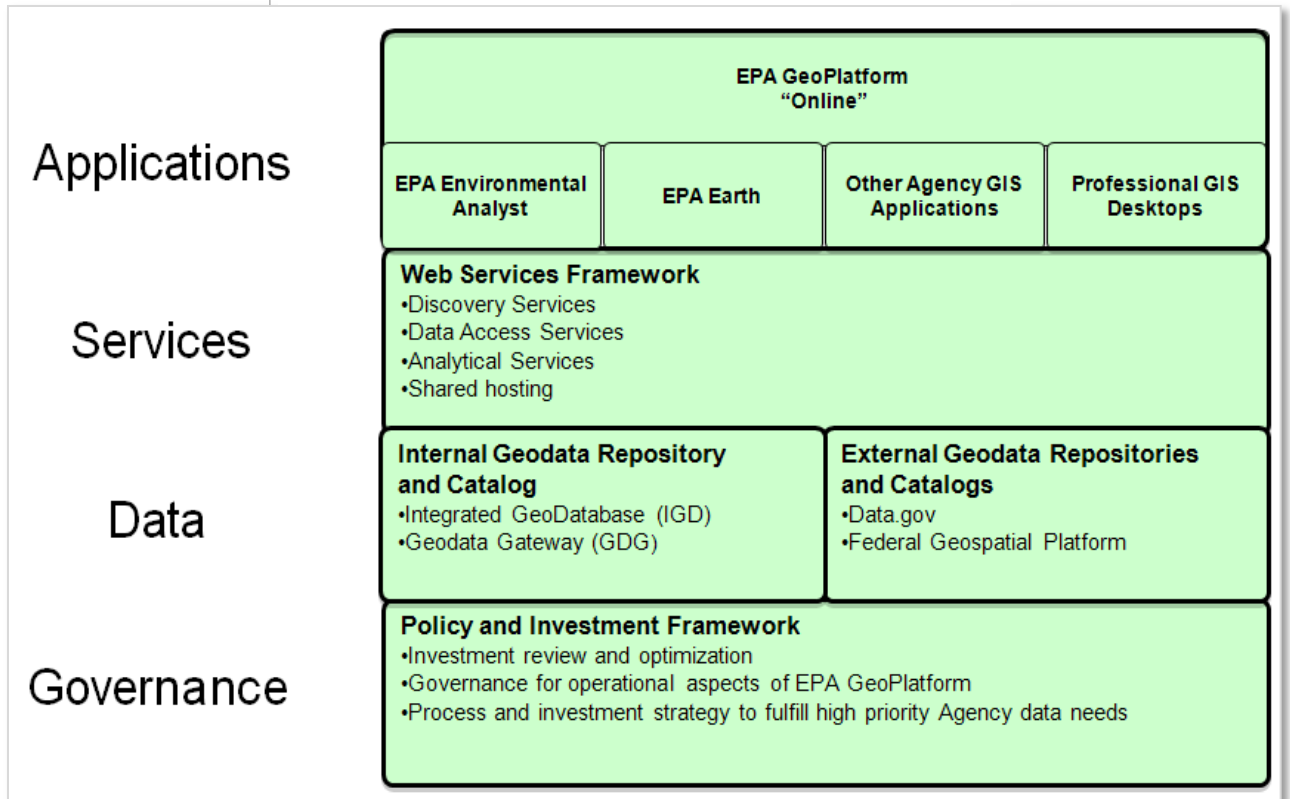 Applications
EPA GeoPlatform
“Online”
EPA Environmental
Analyst
EPA Earth
Other Agency GIS
Applications
Professional GIS
Desktops
Services
Web Services Framework
•Discovery Services
•Data Access Services
•Analytical Services
•Shared hosting
Data
Internal Geodata Repository
and Catalog
•Integrated GeoDatabase (IGD)
•Geodata Gateway (GDG)
External Geodata Repositories
and Catalogs
•Data.gov
•Federal Geospatial Platform
Governance
Policy and Investment Framework
•Investment review and optimization
•Governance for operational aspects of EPA GeoPlatform
•Process and investment strategy to fulfill high priority Agency data needs